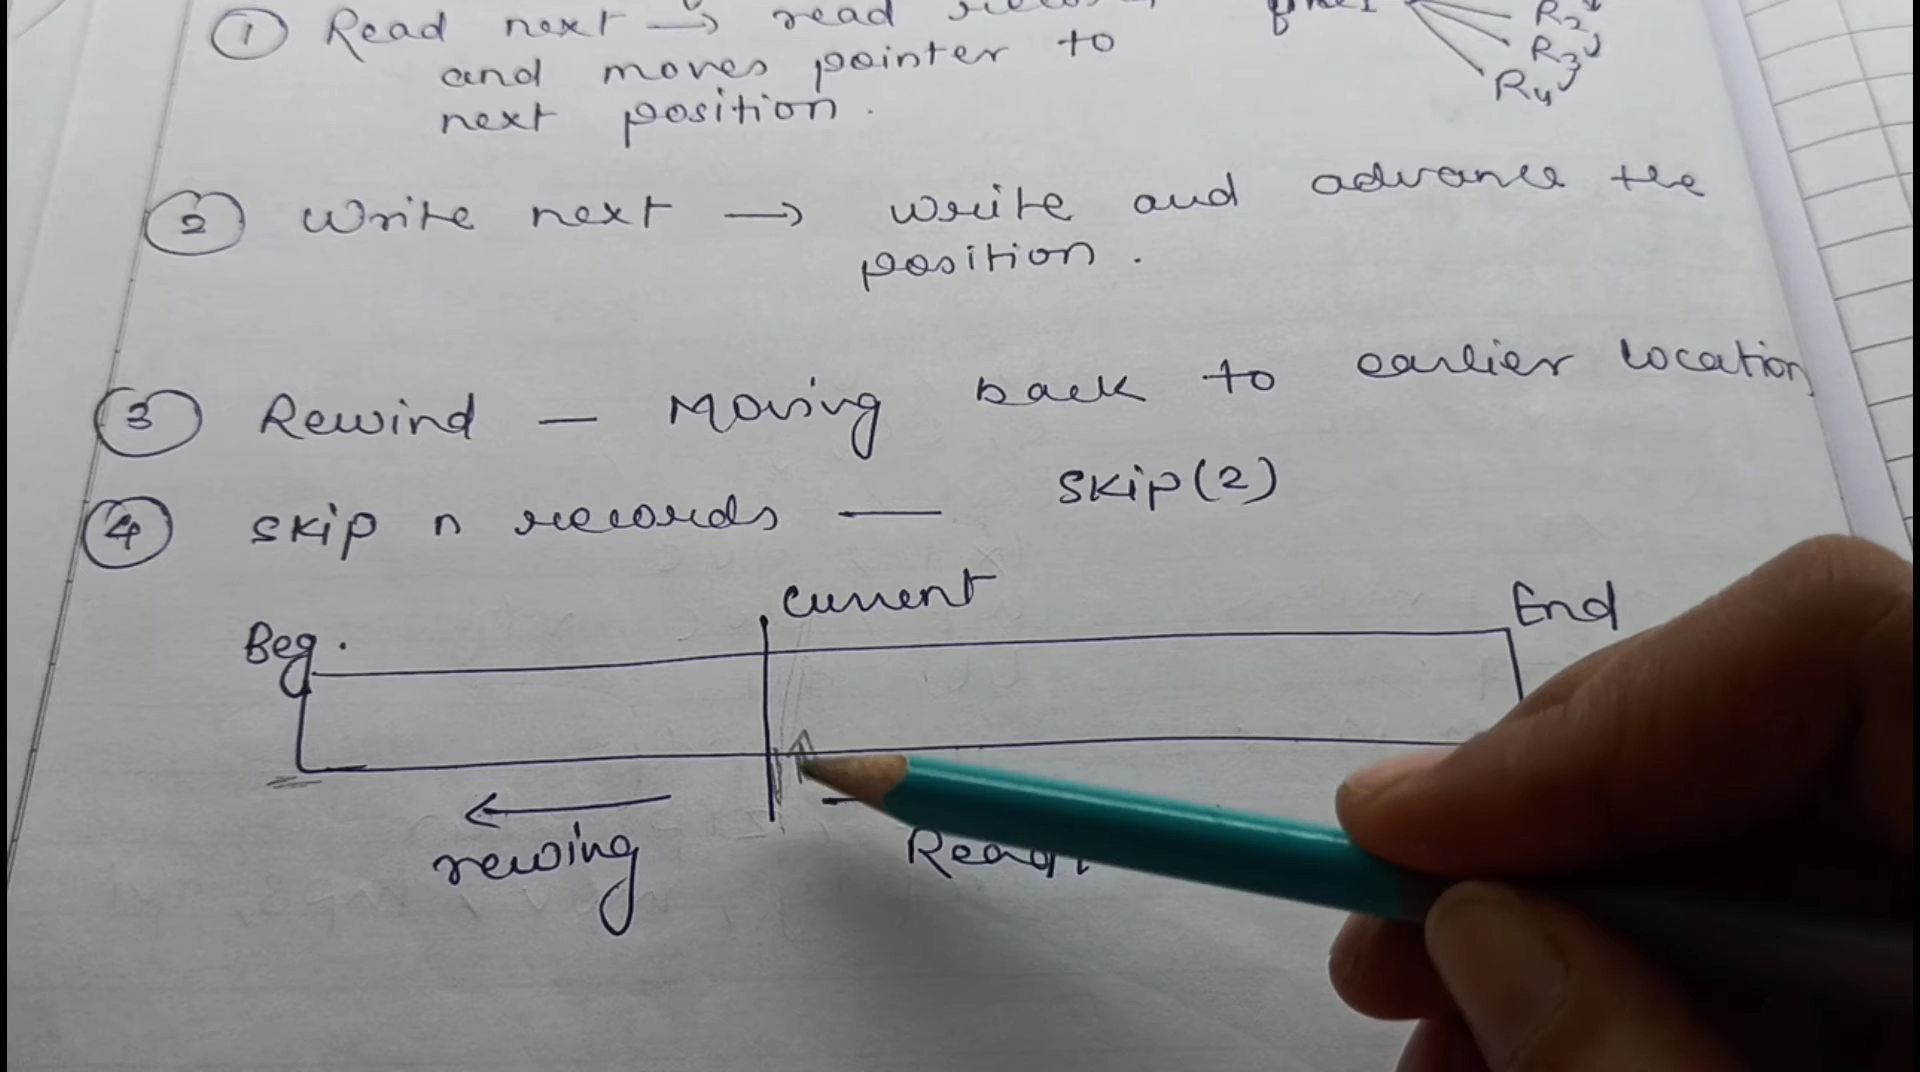 ① Read next → read
and moves pointer to
next position.
R2
R3
R4
② Write next → write and advance the
position.
③ Rewind — Moving back to earlier location
④ Skip n records — skip(2)
Beg. current End
rewing